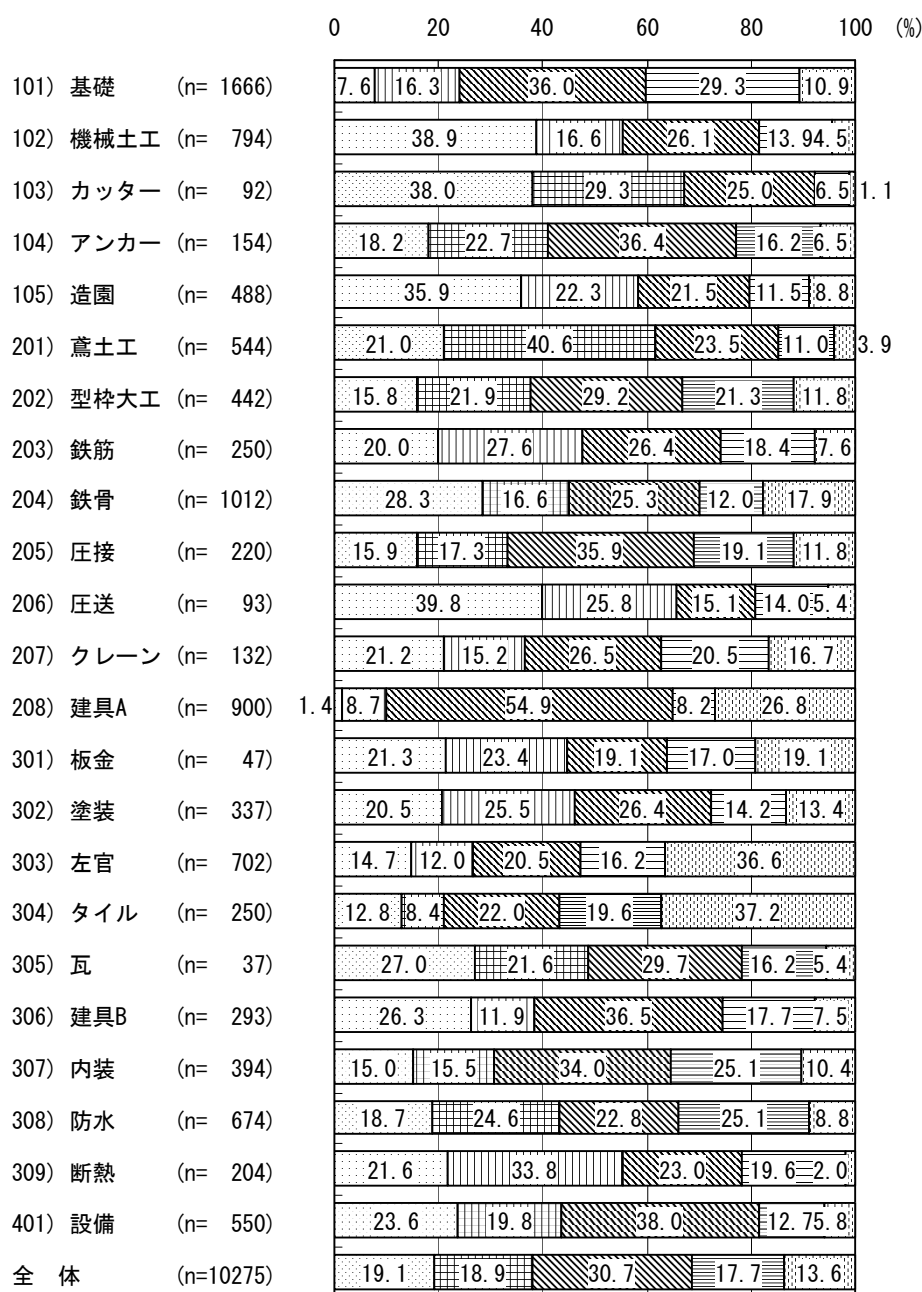 0 20 40 60 80 100 (%)
101) 基礎 (n= 1666) 7.6 16.3 36.0 29.3 10.9
102) 機械土工 (n= 794) 38.9 16.6 26.1 13.9 4.5
103) カッター (n= 92) 38.0 29.3 25.0 6.5 1.1
104) アンカー (n= 154) 18.2 22.7 36.4 16.2 6.5
105) 造園 (n= 488) 35.9 22.3 21.5 11.5 8.8
201) 鳶土工 (n= 544) 21.0 40.6 23.5 11.0 3.9
202) 型枠大工 (n= 442) 15.8 21.9 29.2 21.3 11.8
203) 鉄筋 (n= 250) 20.0 27.6 26.4 18.4 7.6
204) 鉄骨 (n= 1012) 28.3 16.6 25.3 12.0 17.9
205) 圧接 (n= 220) 15.9 17.3 35.9 19.1 11.8
206) 圧送 (n= 93) 39.8 25.8 15.1 14.0 5.4
207) クレーン (n= 132) 21.2 15.2 26.5 20.5 16.7
208) 建具A (n= 900) 1.4 8.7 54.9 8.2 26.8
301) 板金 (n= 47) 21.3 23.4 19.1 17.0 19.1
302) 塗装 (n= 337) 20.5 25.5 26.4 14.2 13.4
303) 左官 (n= 702) 14.7 12.0 20.5 16.2 36.6
304) タイル (n= 250) 12.8 8.4 22.0 19.6 37.2
305) 瓦 (n= 37) 27.0 21.6 29.7 16.2 5.4
306) 建具B (n= 293) 26.3 11.9 36.5 17.7 7.5
307) 内装 (n= 394) 15.0 15.5 34.0 25.1 10.4
308) 防水 (n= 674) 18.7 24.6 22.8 25.1 8.8
309) 断熱 (n= 204) 21.6 33.8 23.0 19.6 2.0
401) 設備 (n= 550) 23.6 19.8 38.0 12.7 5.8
全 体 (n=10275) 19.1 18.9 30.7 17.7 13.6